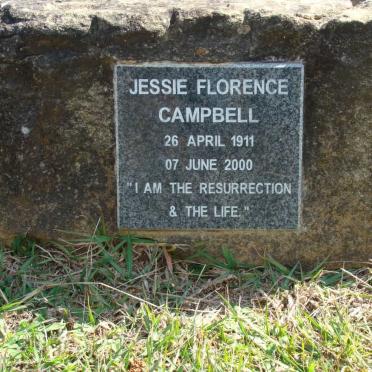 JESSIE FLORENCE
CAMPBELL
26 APRIL 1911
07 JUNE 2000
"I AM THE RESURRECTION
& THE LIFE."